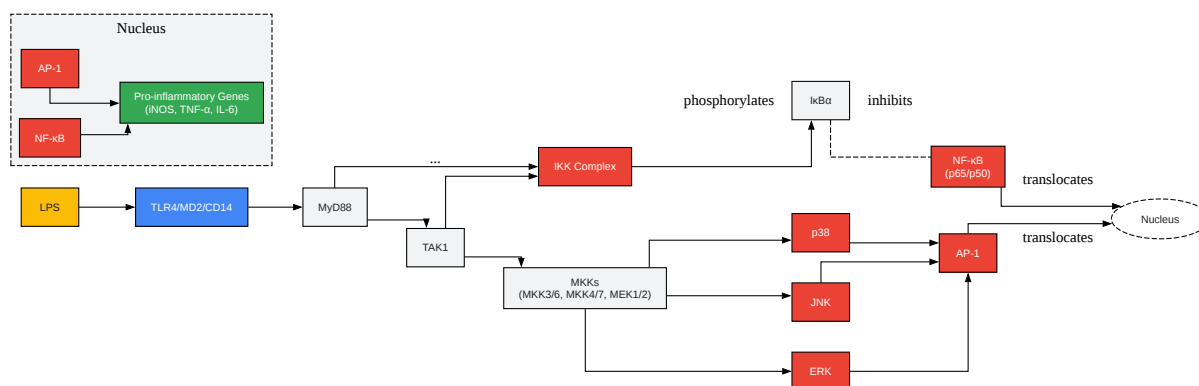 Nucleus
AP-1
Pro-inflammatory Genes
(iNOS, TNF-α, IL-6)
NF-κB
phosphorylates
IκBα
inhibits
...
IKK Complex
NF-κB
(p65/p50)
translocates
LPS
TLR4/MD2/CD14
MyD88
TAK1
p38
Nucleus
translocates
AP-1
MKKs
(MKK3/6, MKK4/7, MEK1/2)
JNK
ERK